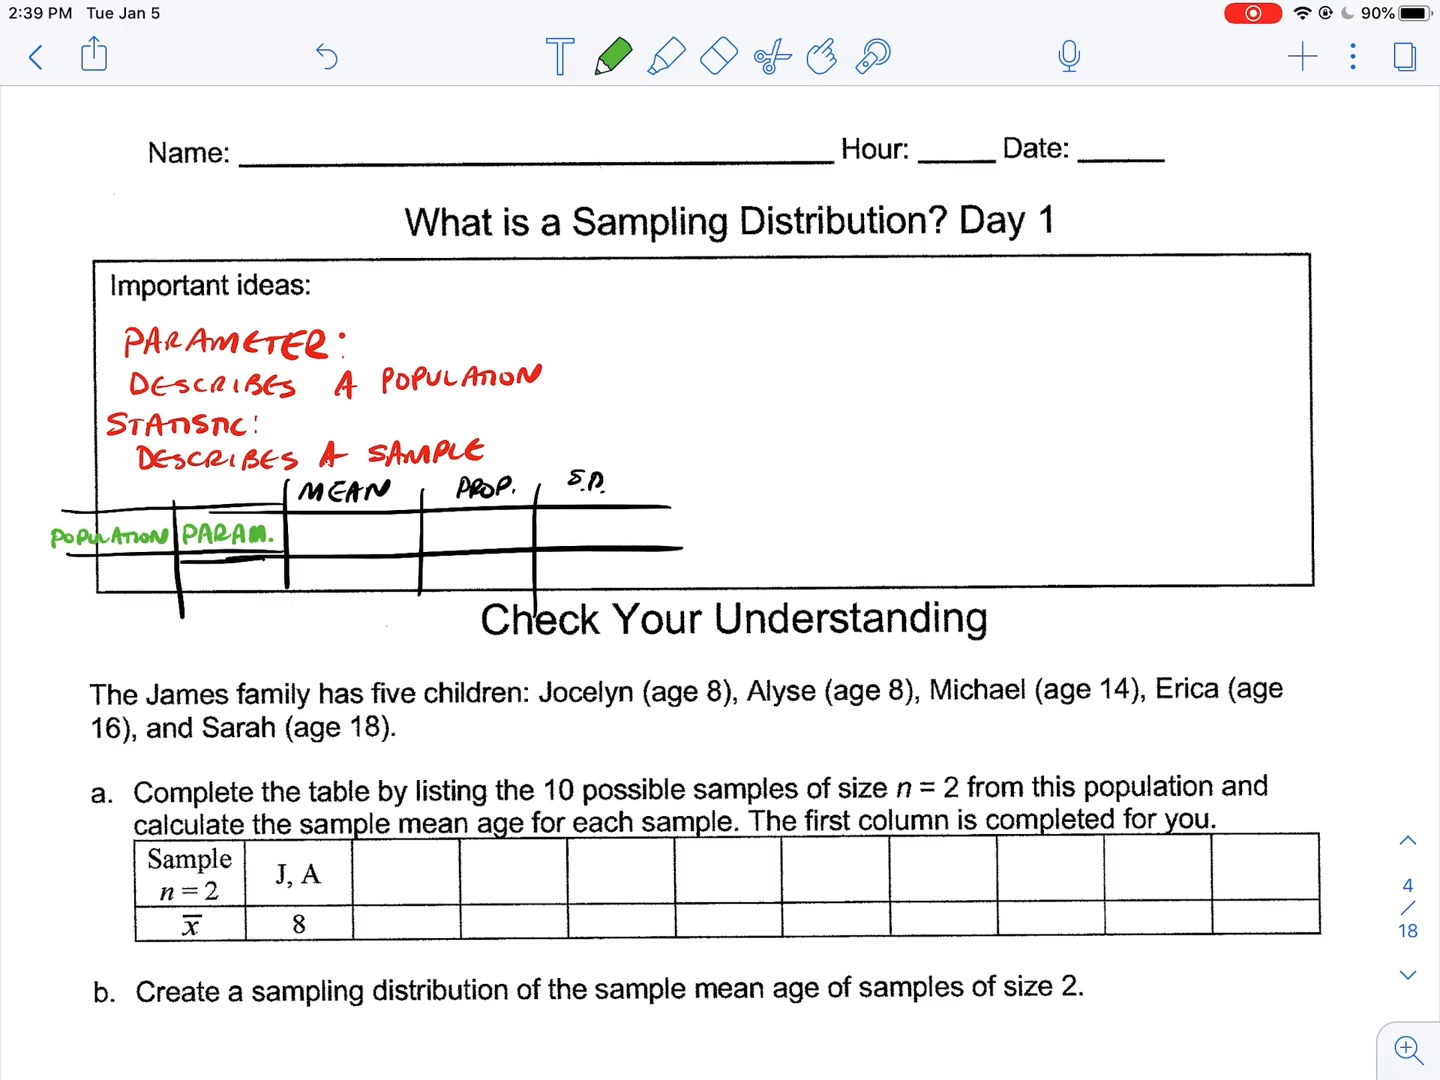 2:39 PM Tue Jan 5
90%
Name: Hour: Date:
What is a Sampling Distribution? Day 1
Important ideas:
PARAMETER:
DESCRIBES A POPULATION
STATISTIC:
DESCRIBES A SAMPLE
MEAN PROP. S.D.
POPULATION PARAM.
Check Your Understanding
The James family has five children: Jocelyn (age 8), Alyse (age 8), Michael (age 14), Erica (age
16), and Sarah (age 18).
a. Complete the table by listing the 10 possible samples of size n = 2 from this population and
calculate the sample mean age for each sample. The first column is completed for you.
Sample
n = 2
J, A
x̅ 8
b. Create a sampling distribution of the sample mean age of samples of size 2.
4
/
18